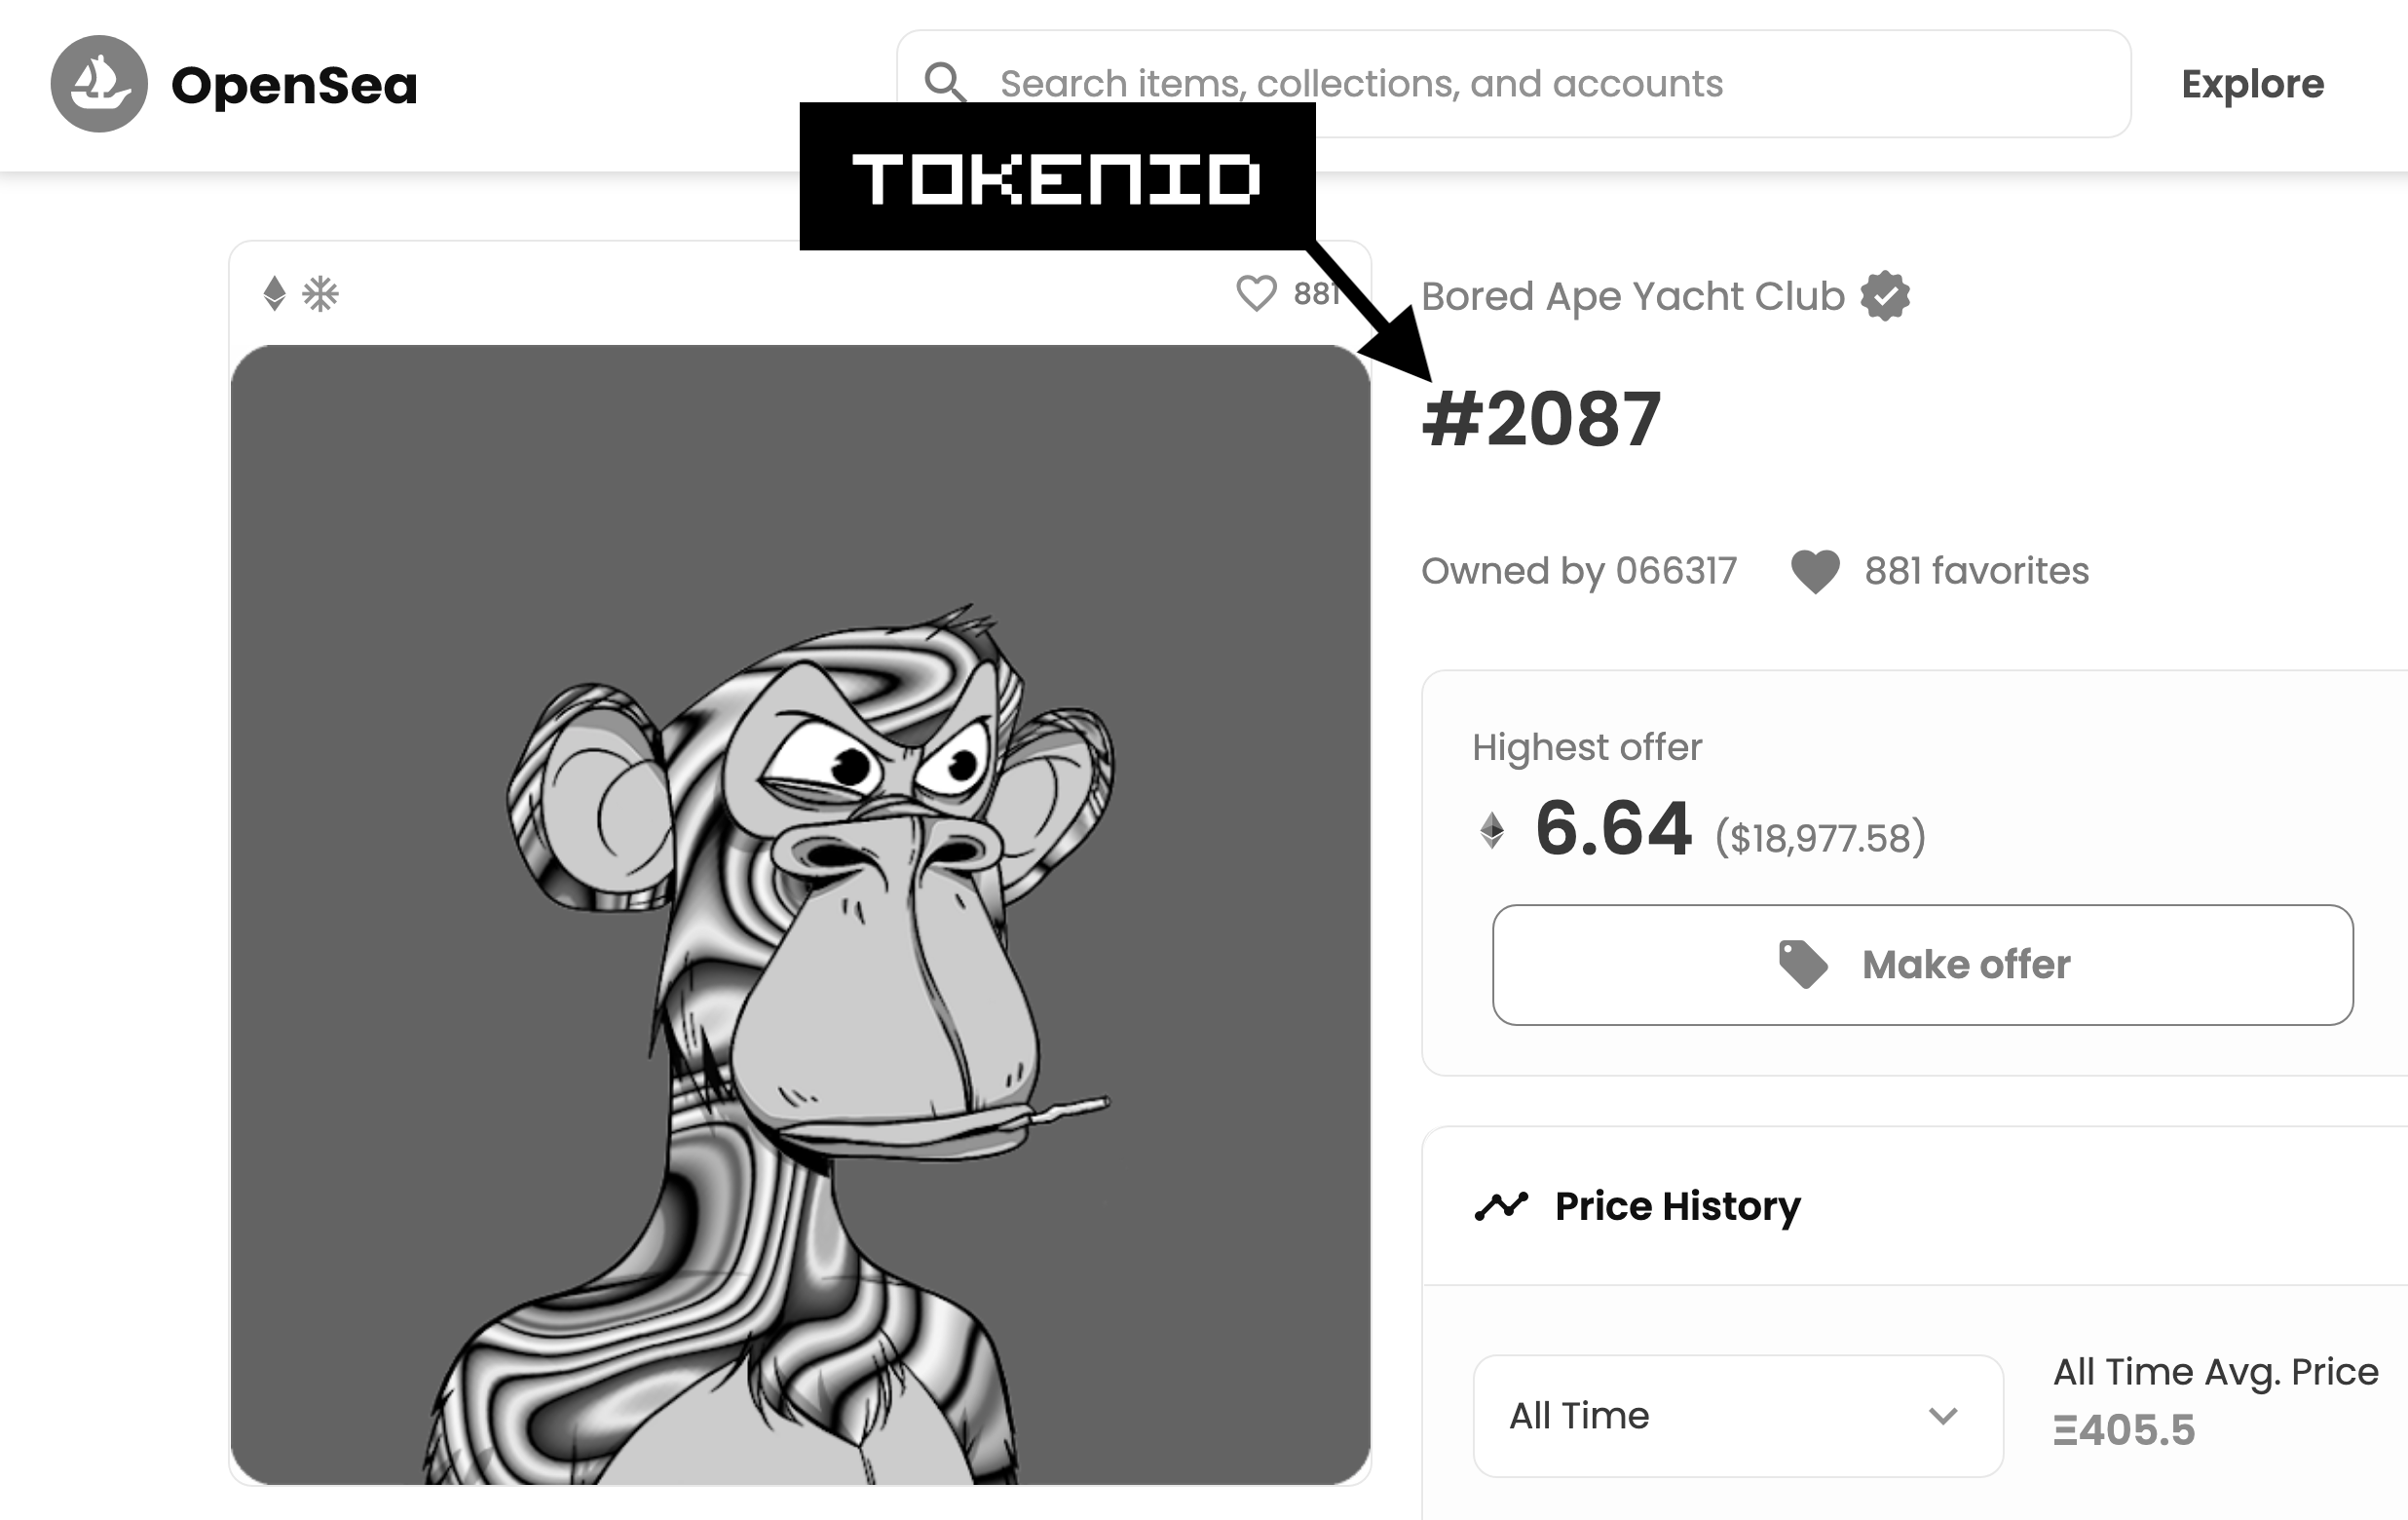 OpenSea
Search items, collections, and accounts
Explore
TOKENID
881
Bored Ape Yacht Club
#2087
Owned by 066317
881 favorites
Highest offer
6.64 ($18,977.58)
Make offer
Price History
All Time
All Time Avg. Price
Ξ405.5